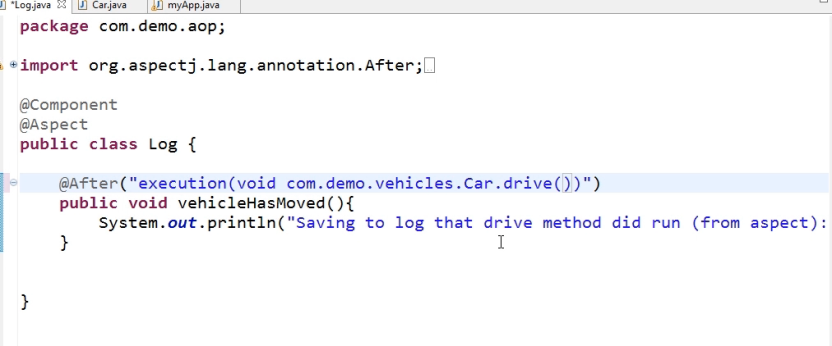 *Log.java Car.java myApp.java
package com.demo.aop;
import org.aspectj.lang.annotation.After;
@Component
@Aspect
public class Log {
@After("execution(void com.demo.vehicles.Car.drive())")
public void vehicleHasMoved(){
System.out.println("Saving to log that drive method did run (from aspect):
}
}